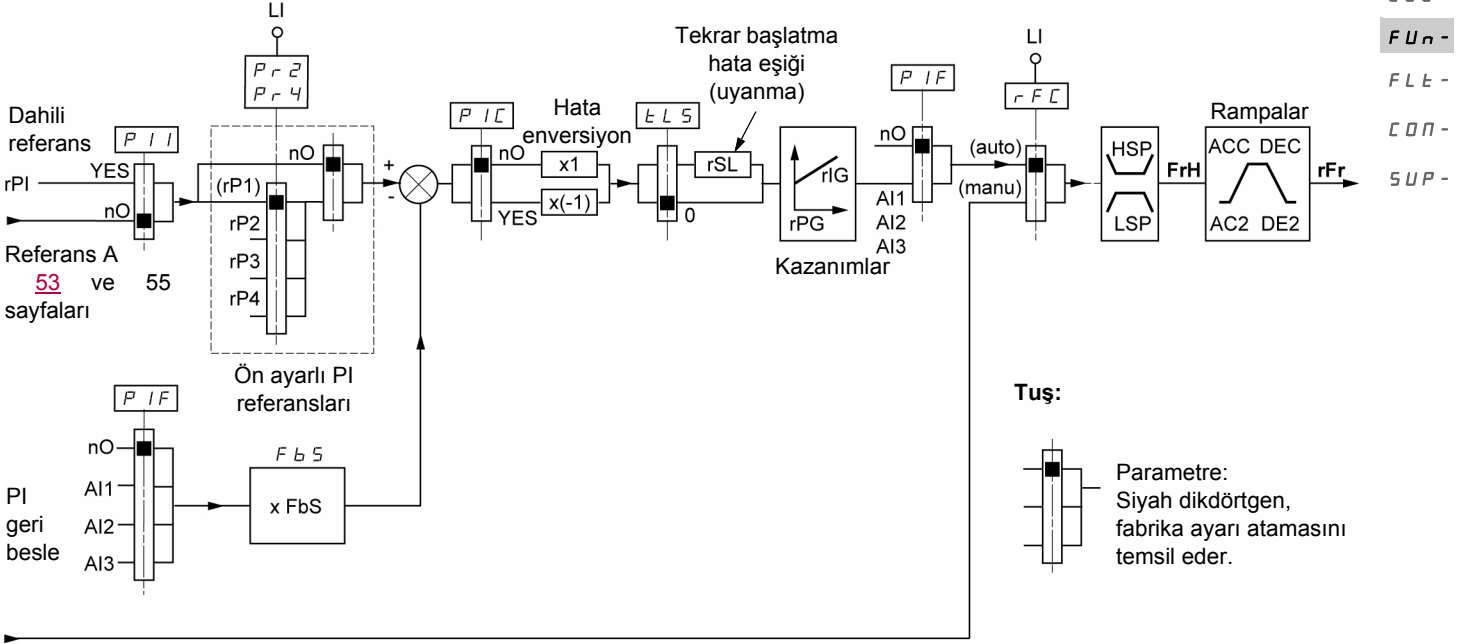 LI
Pr2
Pr4
Dahili
referans
PII
rPI
YES
nO
Referans A
53 ve 55
sayfaları
(rP1)
rP2
rP3
rP4
nO
Ön ayarlı PI
referansları
+
-
PIC
nO
YES
Hata
enversiyon
x1
x(-1)
tLS
Tekrar başlatma
hata eşiği
(uyanma)
rSL
0
rIG
rPG
Kazanımlar
PIF
nO
AI1
AI2
AI3
LI
rFC
(auto)
(manu)
HSP
LSP
FrH
Rampalar
ACC DEC
AC2 DE2
rFr
PIF
PI
geri
besle
nO
AI1
AI2
AI3
FbS
x FbS
Tuş:
Parametre:
Siyah dikdörtgen,
fabrika ayarı atamasını
temsil eder.
FUn-
FLt-
COn-
SUP-